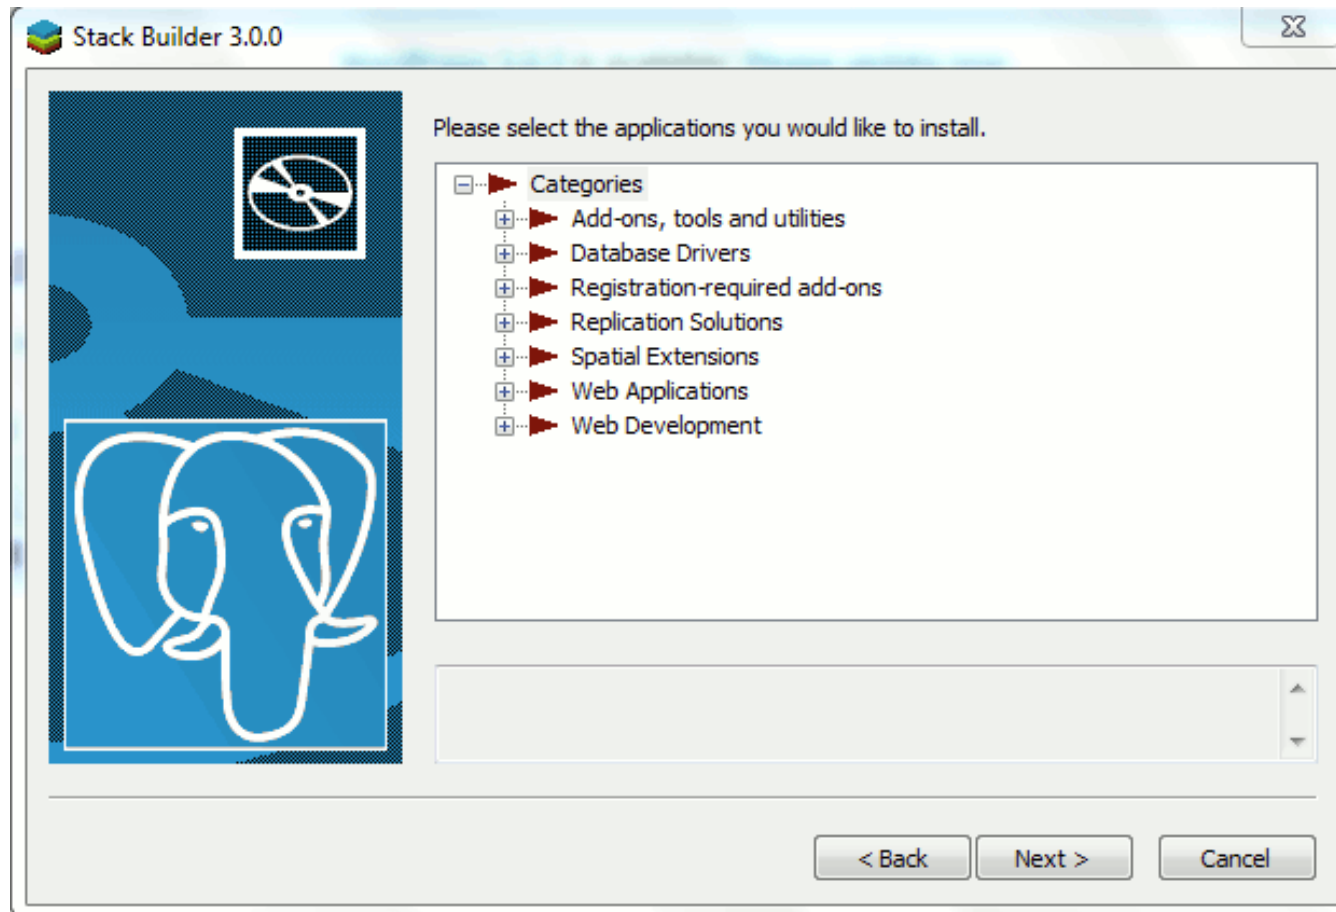 Stack Builder 3.0.0
Please select the applications you would like to install.
Categories
Add-ons, tools and utilities
Database Drivers
Registration-required add-ons
Replication Solutions
Spatial Extensions
Web Applications
Web Development
< Back
Next >
Cancel